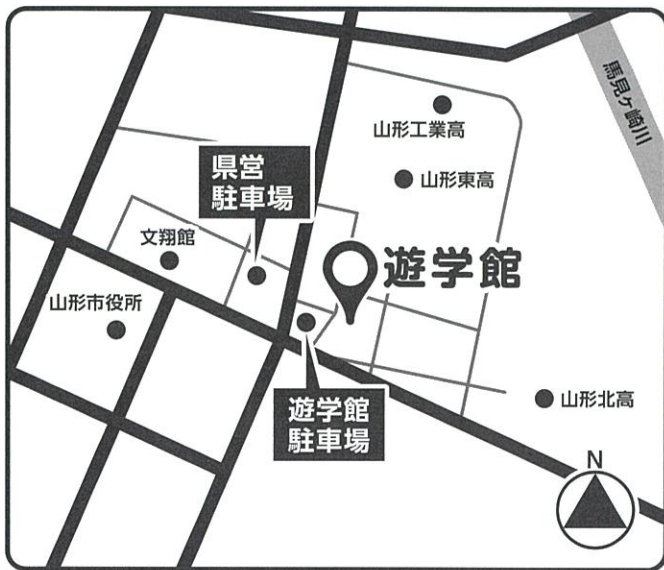 馬見ヶ崎川
山形工業高
山形東高
県営
駐車場
文翔館
遊学館
山形市役所
遊学館
駐車場
山形北高
N